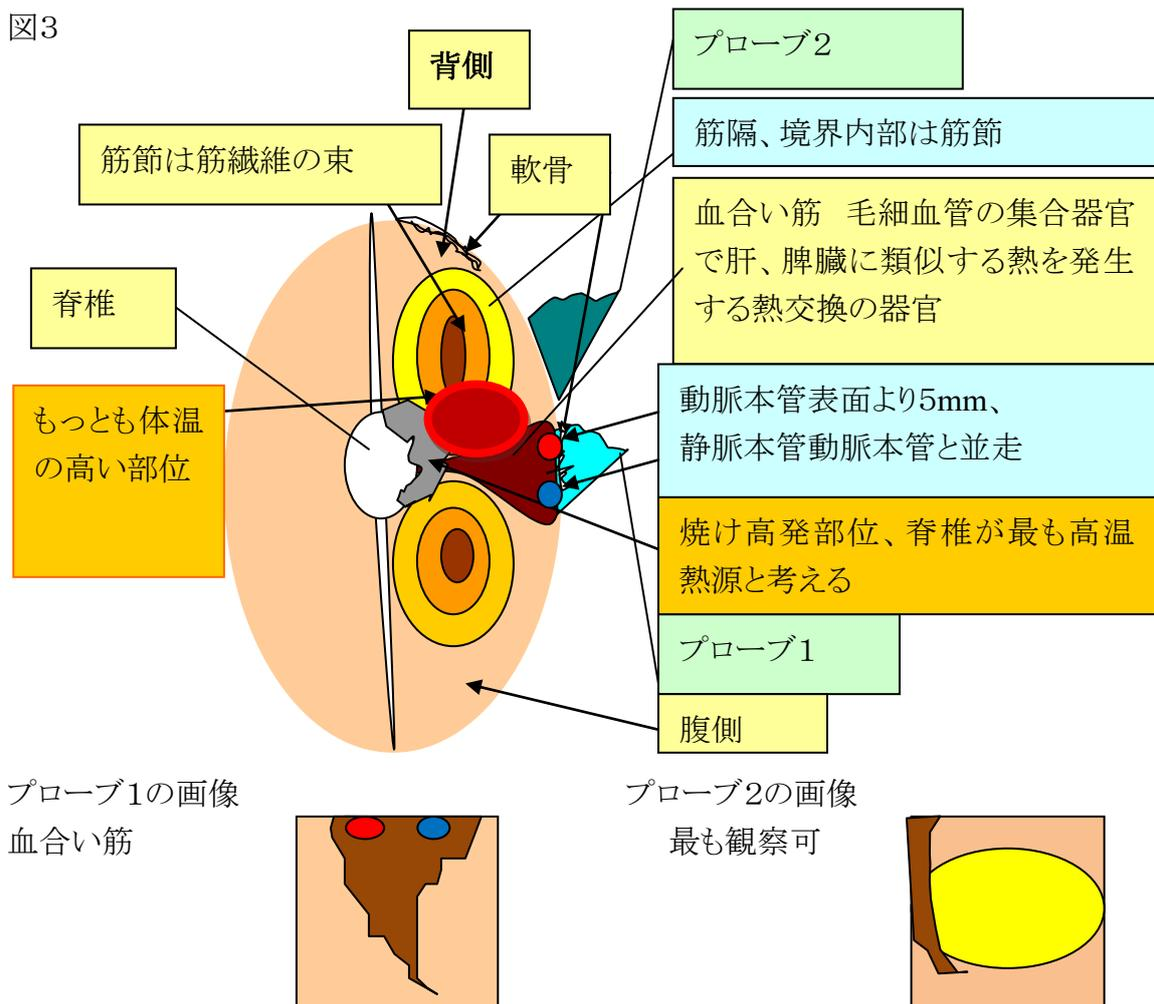 図3
背側
プローブ2
筋隔、境界内部は筋節
筋節は筋繊維の束
軟骨
血合い筋　毛細血管の集合器官
で肝、脾臓に類似する熱を発生
する熱交換の器官
脊椎
動脈本管表面より5mm、
静脈本管動脈本管と並走
もっとも体温
の高い部位
焼け高発部位、脊椎が最も高温
熱源と考える
プローブ1
腹側
プローブ1の画像
血合い筋
プローブ2の画像
最も観察可